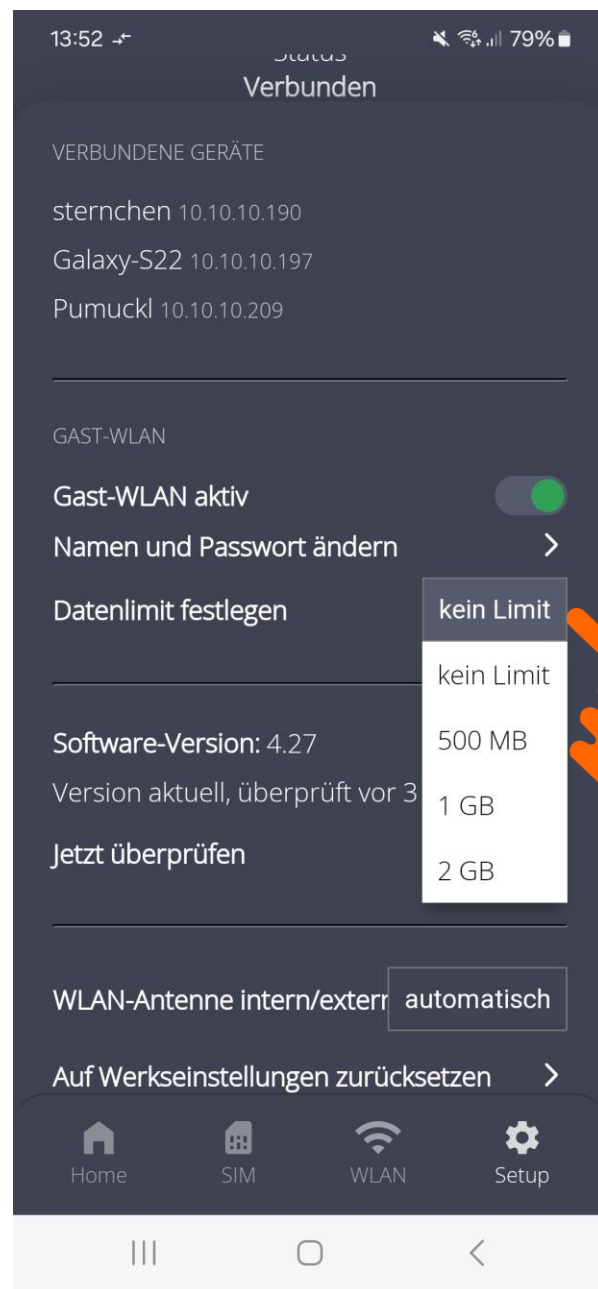 13:52 79%
Status
Verbunden
VERBUNDENE GERÄTE
sternchen 10.10.10.190
Galaxy-S22 10.10.10.197
Pumuckl 10.10.10.209
GAST-WLAN
Gast-WLAN aktiv
Namen und Passwort ändern
Datenlimit festlegen kein Limit
kein Limit
Software-Version: 4.27 500 MB
Version aktuell, überprüft vor 3
1 GB
Jetzt überprüfen
2 GB
WLAN-Antenne intern/extern automatisch
Auf Werkseinstellungen zurücksetzen
Home SIM WLAN Setup